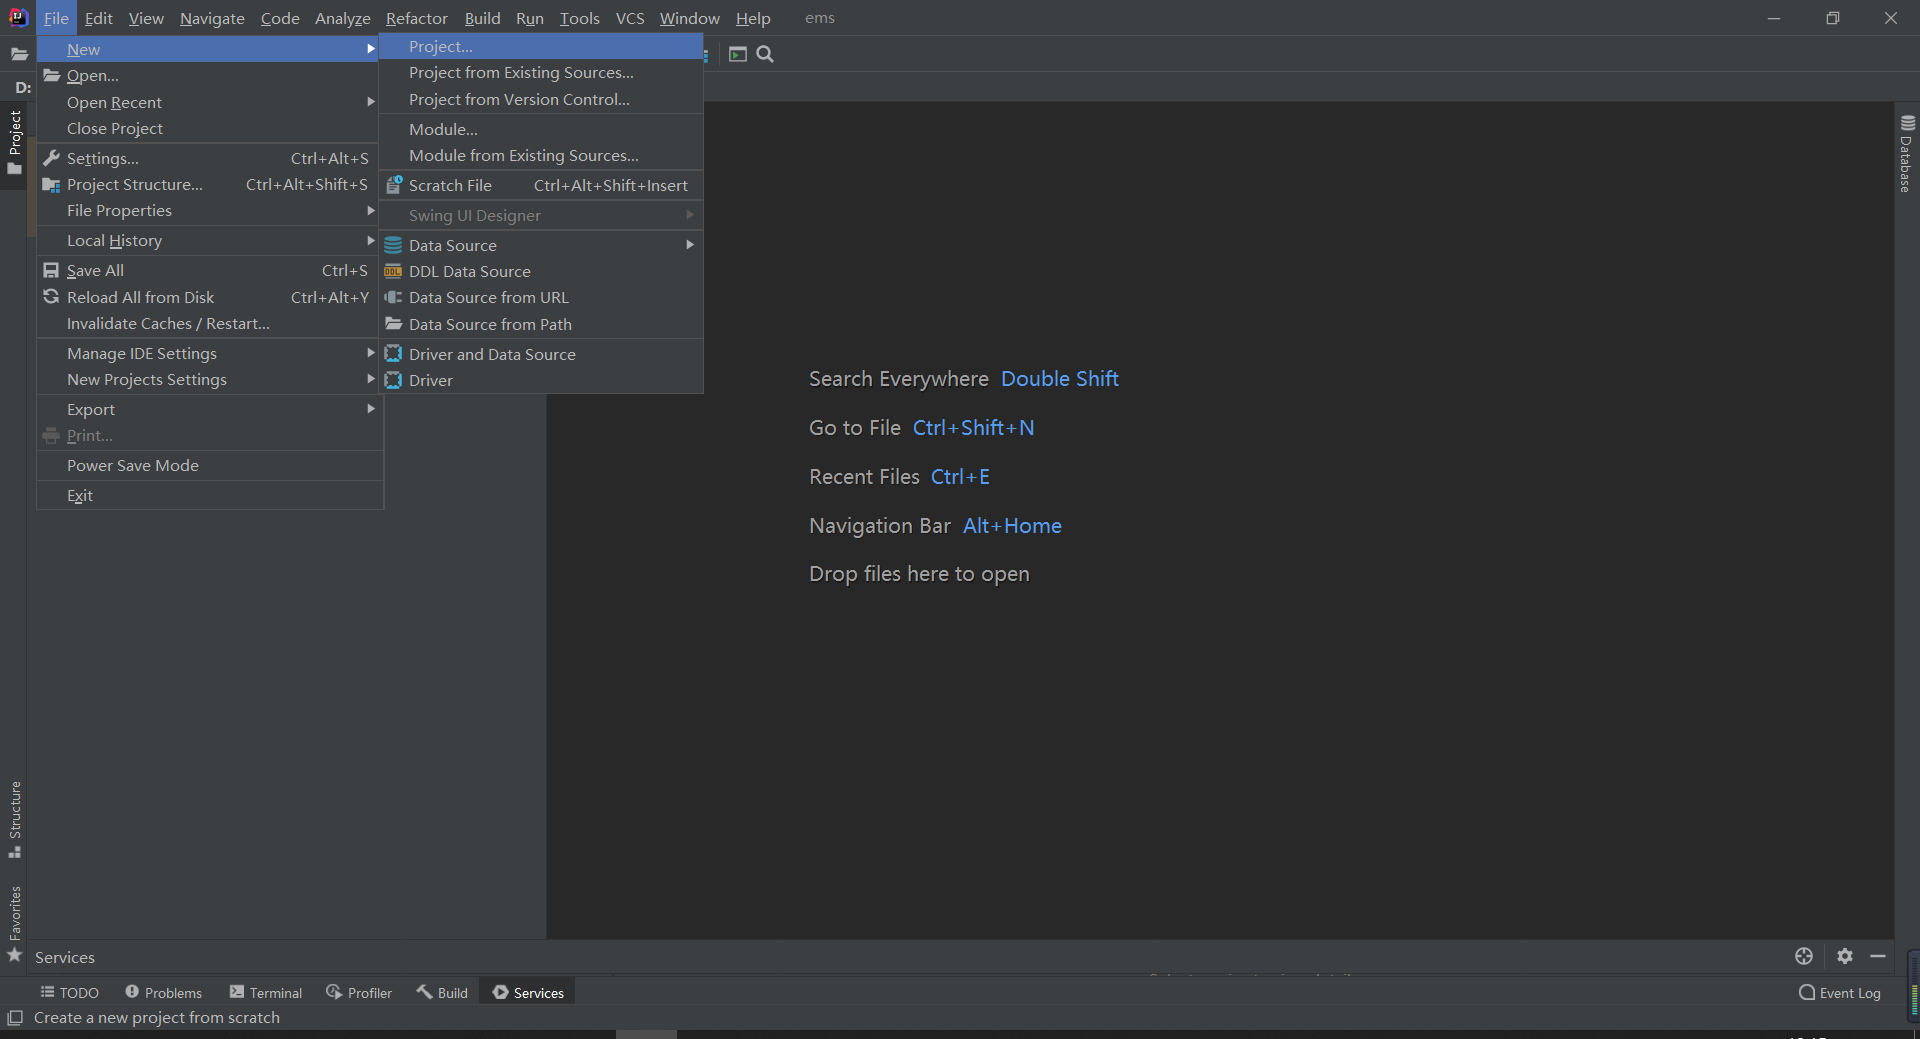 File Edit View Navigate Code Analyze Refactor Build Run Tools VCS Window Help ems
New
Open...
Open Recent
Close Project
Settings... Ctrl+Alt+S
Project Structure... Ctrl+Alt+Shift+S
File Properties
Local History
Save All Ctrl+S
Reload All from Disk Ctrl+Alt+Y
Invalidate Caches / Restart...
Manage IDE Settings
New Projects Settings
Export
Print...
Power Save Mode
Exit
Project...
Project from Existing Sources...
Project from Version Control...
Module...
Module from Existing Sources...
Scratch File Ctrl+Alt+Shift+Insert
Swing UI Designer
Data Source
DDL Data Source
Data Source from URL
Data Source from Path
Driver and Data Source
Driver
D:
Project
Structure
Favorites
Database
Search Everywhere Double Shift
Go to File Ctrl+Shift+N
Recent Files Ctrl+E
Navigation Bar Alt+Home
Drop files here to open
Services
TODO Problems Terminal Profiler Build Services Event Log
Create a new project from scratch